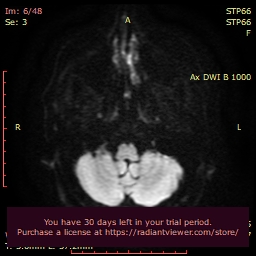 Im: 6/48
Se: 3
A
STP66
STP66
F
Ax DWI B 1000
R
L
You have 30 days left in your trial period.
Purchase a license at https://radiantviewer.com/store/